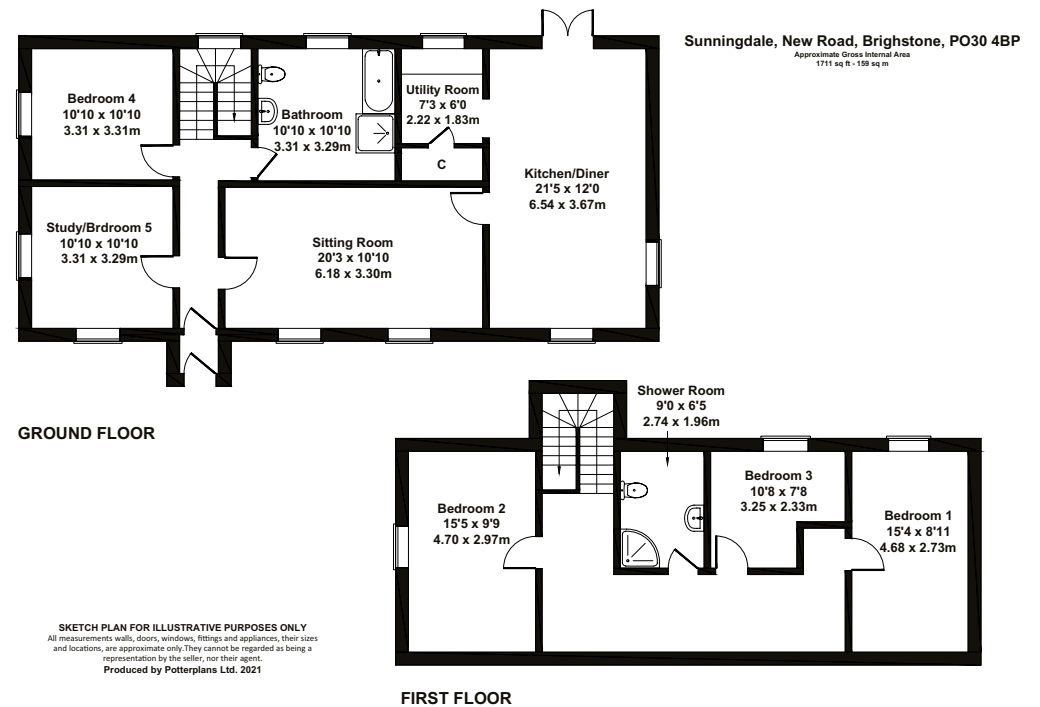 Sunningdale, New Road, Brighstone, PO30 4BP
Approximate Gross Internal Area
1711 sq ft - 159 sq m
Bedroom 4
10'10 x 10'10
3.31 x 3.31m
Bathroom
10'10 x 10'10
3.31 x 3.29m
Utility Room
7'3 x 6'0
2.22 x 1.83m
C
Kitchen/Diner
21'5 x 12'0
6.54 x 3.67m
Study/Brdroom 5
10'10 x 10'10
3.31 x 3.29m
Sitting Room
20'3 x 10'10
6.18 x 3.30m
GROUND FLOOR
Shower Room
9'0 x 6'5
2.74 x 1.96m
Bedroom 2
15'5 x 9'9
4.70 x 2.97m
Bedroom 3
10'8 x 7'8
3.25 x 2.33m
Bedroom 1
15'4 x 8'11
4.68 x 2.73m
SKETCH PLAN FOR ILLUSTRATIVE PURPOSES ONLY
All measurements walls, doors, windows, fittings and appliances, their sizes
and locations, are approximate only.They cannot be regarded as being a
representation by the seller, nor their agent.
Produced by Potterplans Ltd. 2021
FIRST FLOOR